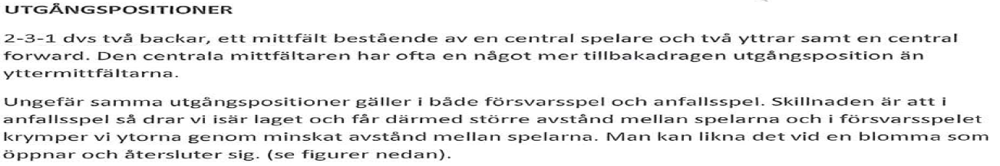 UTGÅNGSPOSITIONER
2-3-1 dvs två backar, ett mittfält bestående av en central spelare och två yttrar samt en central
forward. Den centrala mittfältaren har ofta en något mer tillbakadragen utgångsposition än
yttermittfältarna.
Ungefär samma utgångspositioner gäller i både försvarsspel och anfallsspel. Skillnaden är att i
anfallsspel så drar vi isär laget och får därmed större avstånd mellan spelarna och i försvarsspelet
krymper vi ytorna genom minskat avstånd mellan spelarna. Man kan likna det vid en blomma som
öppnar och återsluter sig. (se figurer nedan).